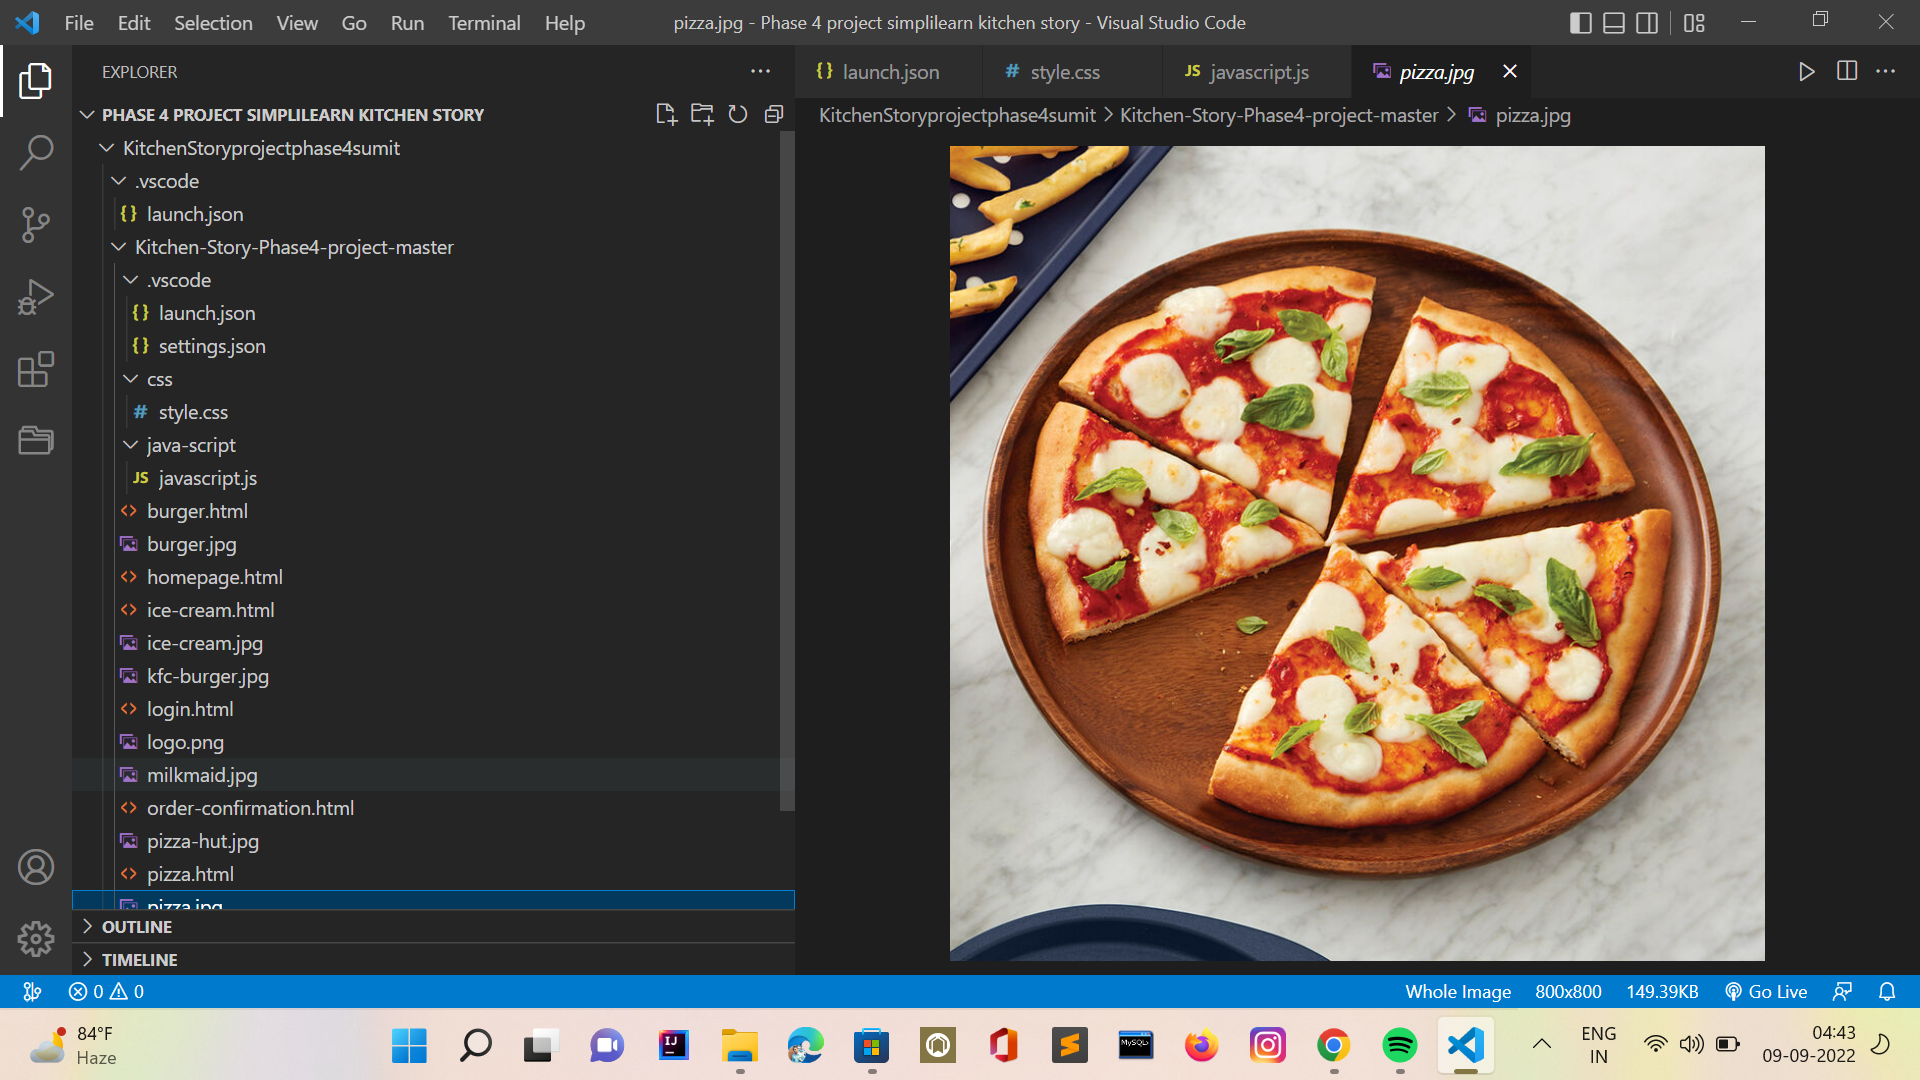 File Edit Selection View Go Run Terminal Help
pizza.jpg - Phase 4 project simplilearn kitchen story - Visual Studio Code
EXPLORER
PHASE 4 PROJECT SIMPLILEARN KITCHEN STORY
KitchenStoryprojectphase4sumit
.vscode
{} launch.json
Kitchen-Story-Phase4-project-master
.vscode
{} launch.json
{} settings.json
css
# style.css
java-script
JS javascript.js
<> burger.html
burger.jpg
<> homepage.html
<> ice-cream.html
ice-cream.jpg
kfc-burger.jpg
<> login.html
logo.png
milkmaid.jpg
<> order-confirmation.html
pizza-hut.jpg
<> pizza.html
pizza.jpg
OUTLINE
TIMELINE
{} launch.json # style.css JS javascript.js pizza.jpg
KitchenStoryprojectphase4sumit > Kitchen-Story-Phase4-project-master > pizza.jpg
0 0
Whole Image 800x800 149.39KB Go Live
84°F
Haze
IJ
MySQL
ENG
IN
04:43
09-09-2022